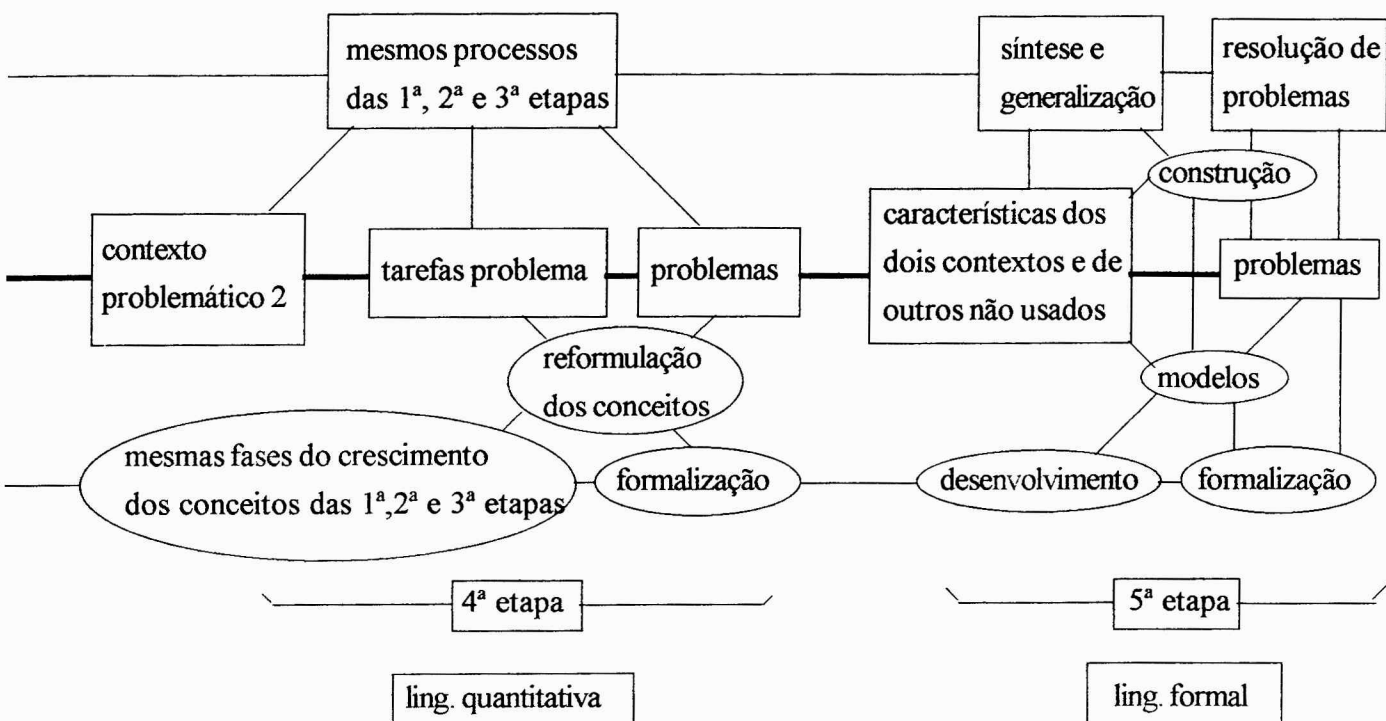 mesmos processos
das 1ª, 2ª e 3ª etapas
síntese e
generalização
resolução de
problemas
construção
contexto
problemático 2
tarefas problema
problemas
características dos
dois contextos e de
outros não usados
problemas
reformulação
dos conceitos
modelos
mesmas fases do crescimento
dos conceitos das 1ª,2ª e 3ª etapas
formalização
desenvolvimento
formalização
4ª etapa
5ª etapa
ling. quantitativa
ling. formal